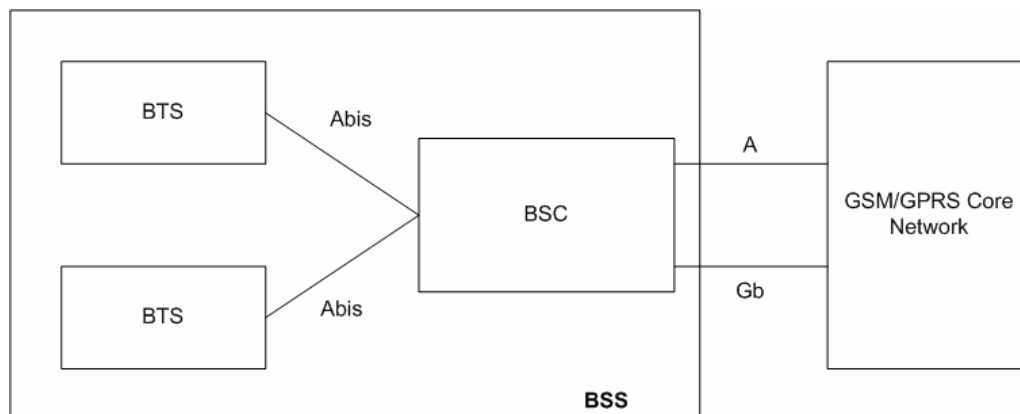 BTS
Abis
A
BSC
GSM/GPRS Core
Network
Gb
BTS
Abis
BSS